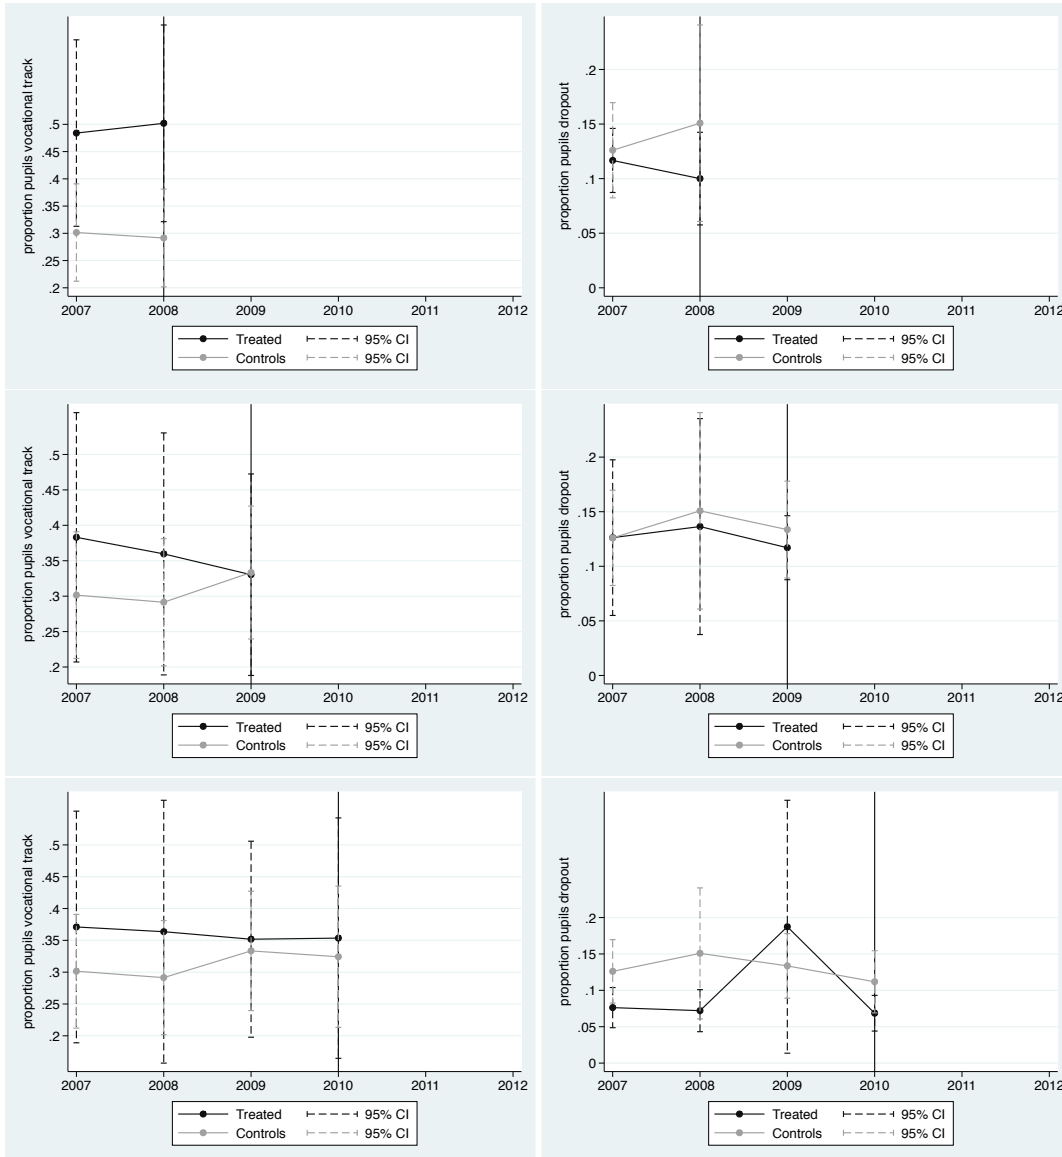 proportion pupils vocational track
.5
.45
.4
.35
.3
.25
.2
2007 2008 2009 2010 2011 2012
Treated 95% CI
Controls 95% CI
proportion pupils dropout
.2
.15
.1
.05
0
2007 2008 2009 2010 2011 2012
Treated 95% CI
Controls 95% CI
proportion pupils vocational track
.5
.45
.4
.35
.3
.25
.2
2007 2008 2009 2010 2011 2012
Treated 95% CI
Controls 95% CI
proportion pupils dropout
.2
.15
.1
.05
0
2007 2008 2009 2010 2011 2012
Treated 95% CI
Controls 95% CI
proportion pupils vocational track
.5
.45
.4
.35
.3
.25
.2
2007 2008 2009 2010 2011 2012
Treated 95% CI
Controls 95% CI
proportion pupils dropout
.2
.15
.1
.05
0
2007 2008 2009 2010 2011 2012
Treated 95% CI
Controls 95% CI